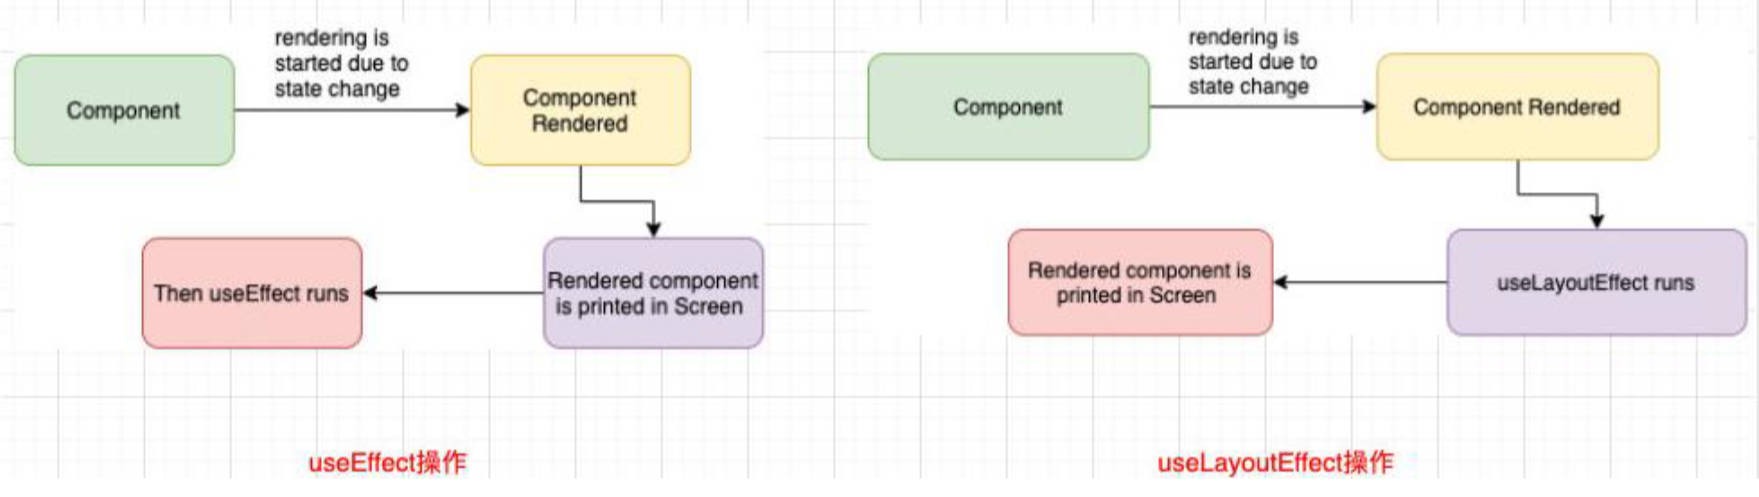 rendering is
started due to
state change
Component
Component
Rendered
Then useEffect runs
Rendered component
is printed in Screen
useEffect操作
rendering is
started due to
state change
Component
Component Rendered
Rendered component is
printed in Screen
useLayoutEffect runs
useLayoutEffect操作